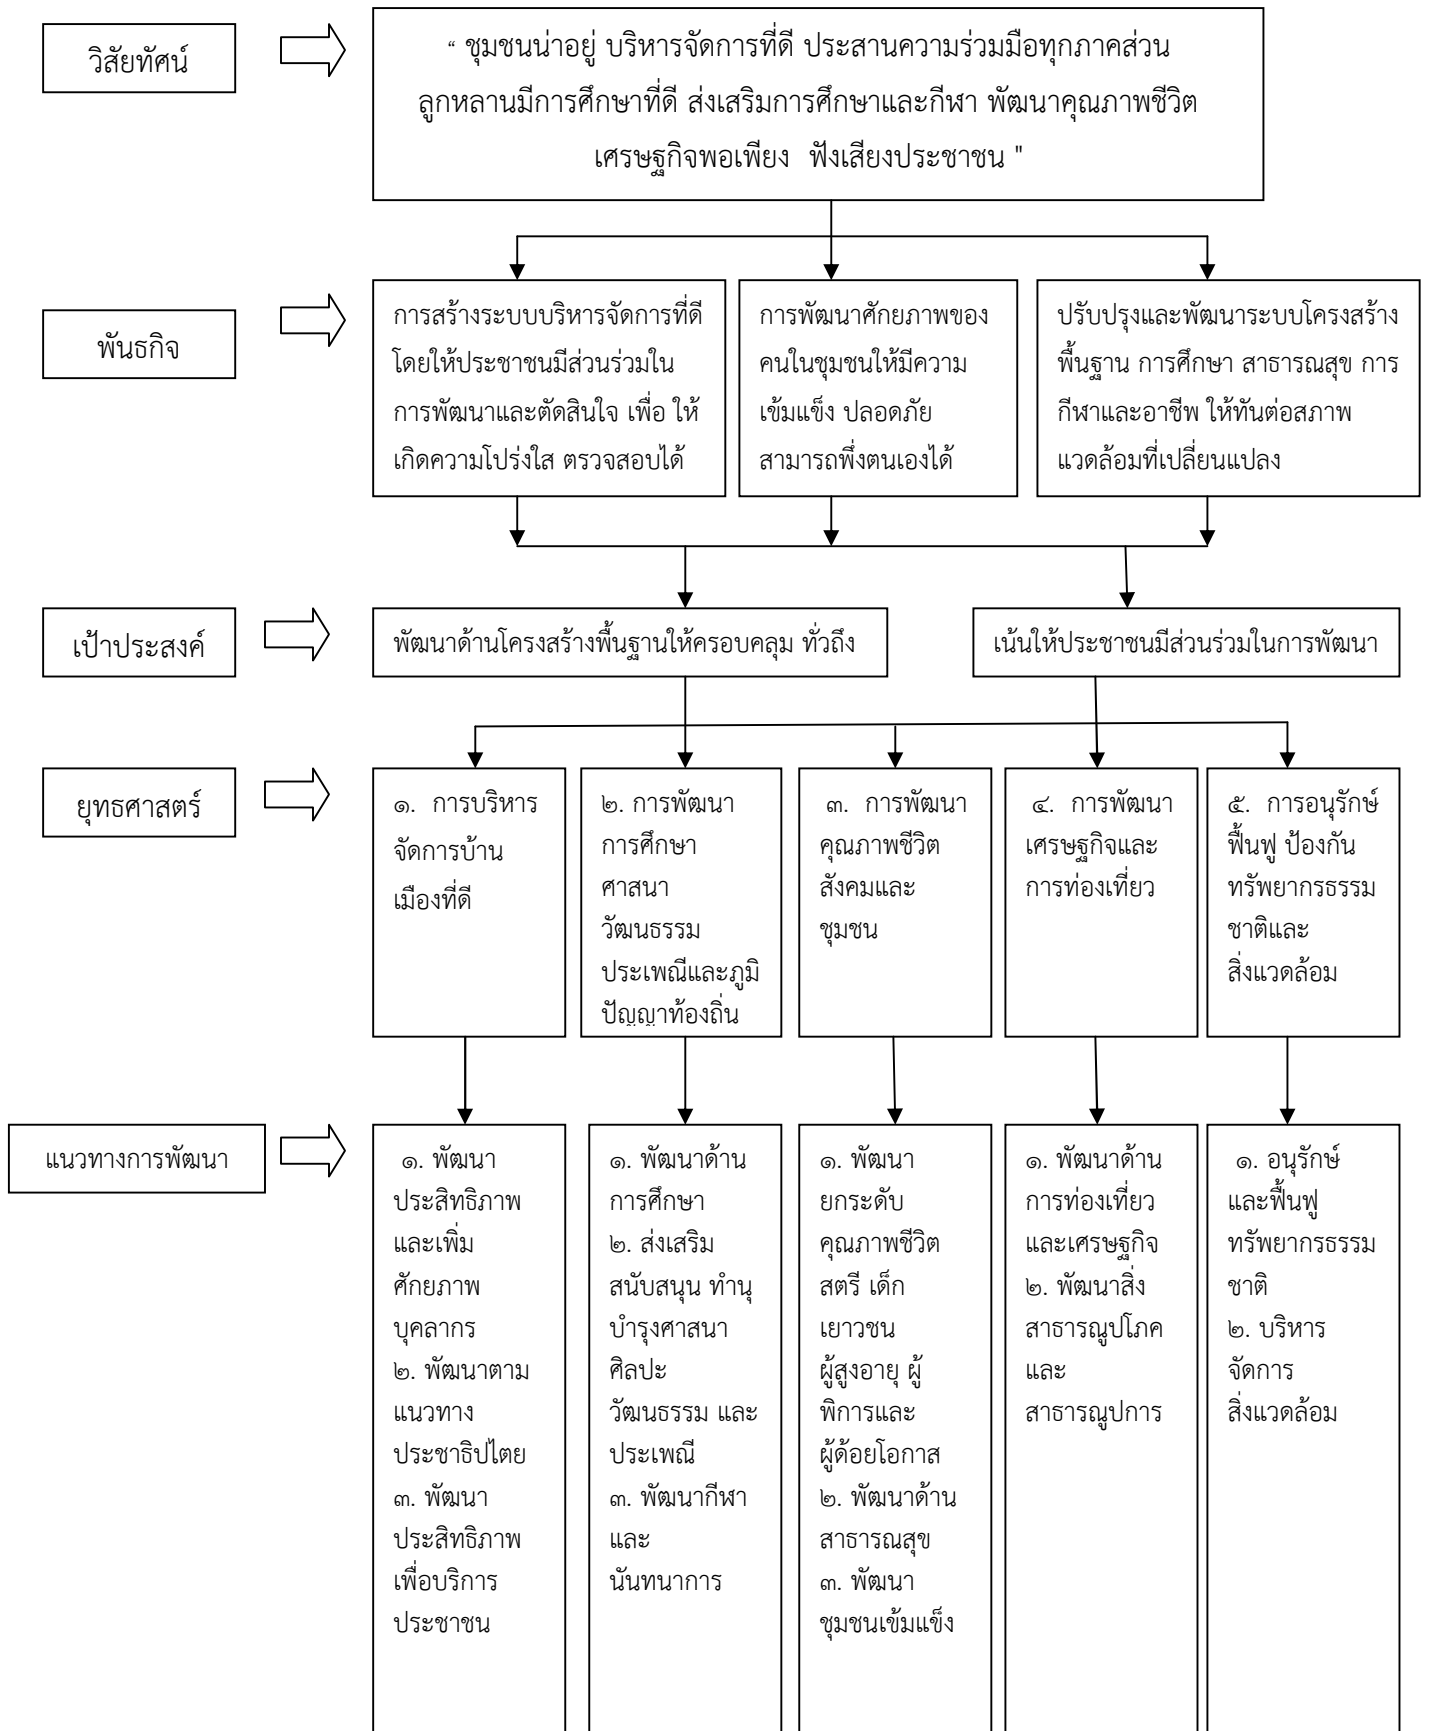 วิสัยทัศน์
“ ชุมชนน่าอยู่ บริหารจัดการที่ดี ประสานความร่วมมือทุกภาคส่วน
ลูกหลานมีการศึกษาที่ดี ส่งเสริมการศึกษาและกีฬา พัฒนาคุณภาพชีวิต
เศรษฐกิจพอเพียง ฟังเสียงประชาชน "
พันธกิจ
การสร้างระบบบริหารจัดการที่ดี
โดยให้ประชาชนมีส่วนร่วมใน
การพัฒนาและตัดสินใจ เพื่อ ให้
เกิดความโปร่งใส ตรวจสอบได้
การพัฒนาศักยภาพของ
คนในชุมชนให้มีความ
เข้มแข็ง ปลอดภัย
สามารถพึ่งตนเองได้
ปรับปรุงและพัฒนาระบบโครงสร้าง
พื้นฐาน การศึกษา สาธารณสุข การ
กีฬาและอาชีพ ให้ทันต่อสภาพ
แวดล้อมที่เปลี่ยนแปลง
เป้าประสงค์
พัฒนาด้านโครงสร้างพื้นฐานให้ครอบคลุม ทั่วถึง
เน้นให้ประชาชนมีส่วนร่วมในการพัฒนา
ยุทธศาสตร์
๑. การบริหาร
จัดการบ้าน
เมืองที่ดี
๒. การพัฒนา
การศึกษา
ศาสนา
วัฒนธรรม
ประเพณีและภูมิ
ปัญญาท้องถิ่น
๓. การพัฒนา
คุณภาพชีวิต
สังคมและ
ชุมชน
๔. การพัฒนา
เศรษฐกิจและ
การท่องเที่ยว
๕. การอนุรักษ์
ฟื้นฟู ป้องกัน
ทรัพยากรธรรม
ชาติและ
สิ่งแวดล้อม
แนวทางการพัฒนา
๑. พัฒนา
ประสิทธิภาพ
และเพิ่ม
ศักยภาพ
บุคลากร
๒. พัฒนาตาม
แนวทาง
ประชาธิปไตย
๓. พัฒนา
ประสิทธิภาพ
เพื่อบริการ
ประชาชน
๑. พัฒนาด้าน
การศึกษา
๒. ส่งเสริม
สนับสนุน ทำนุ
บำรุงศาสนา
ศิลปะ
วัฒนธรรม และ
ประเพณี
๓. พัฒนากีฬา
และ
นันทนาการ
๑. พัฒนา
ยกระดับ
คุณภาพชีวิต
สตรี เด็ก
เยาวชน
ผู้สูงอายุ ผู้
พิการและ
ผู้ด้อยโอกาส
๒. พัฒนาด้าน
สาธารณสุข
๓. พัฒนา
ชุมชนเข้มแข็ง
๑. พัฒนาด้าน
การท่องเที่ยว
และเศรษฐกิจ
๒. พัฒนาสิ่ง
สาธารณูปโภค
และ
สาธารณูปการ
๑. อนุรักษ์
และฟื้นฟู
ทรัพยากรธรรม
ชาติ
๒. บริหาร
จัดการ
สิ่งแวดล้อม